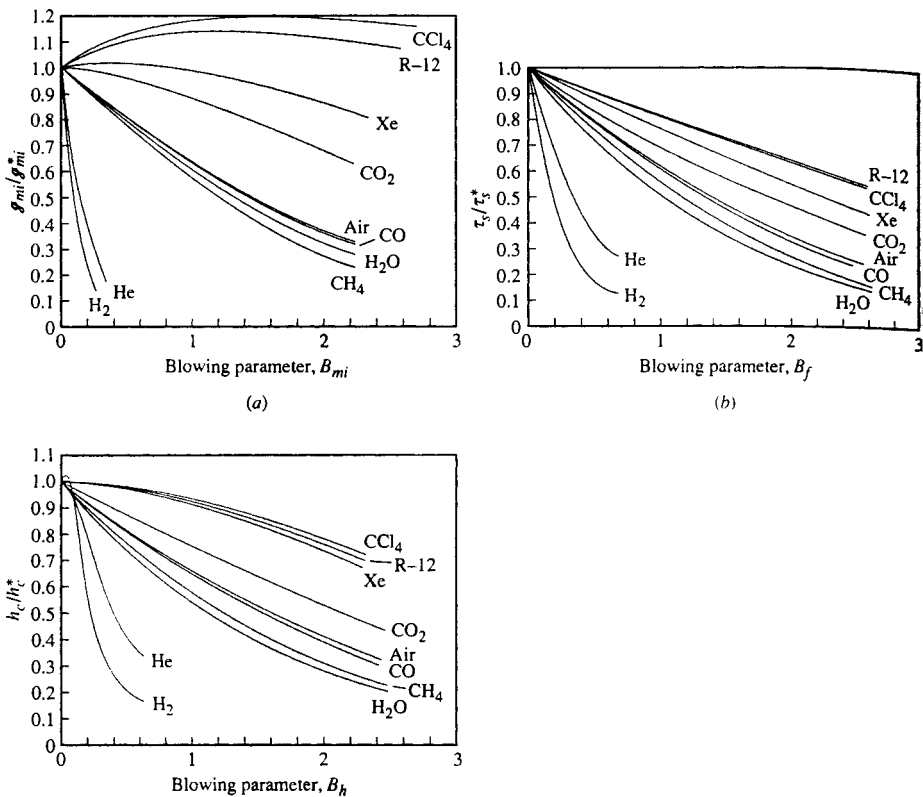 1.2
1.1
1.0
0.9
0.8
0.7
0.6
0.5
0.4
0.3
0.2
0.1
0
g_mi/g*_mi
CCl4
R–12
Xe
CO2
Air
CO
H2O
CH4
He
H2
0 1 2 3
Blowing parameter, B_mi
(a)
1.0
0.9
0.8
0.7
0.6
0.5
0.4
0.3
0.2
0.1
0
τ_s/τ*_s
R–12
CCl4
Xe
CO2
Air
CO
CH4
H2O
He
H2
0 1 2 3
Blowing parameter, B_f
(b)
1.1
1.0
0.9
0.8
0.7
0.6
0.5
0.4
0.3
0.2
0.1
0
h_c/h*_c
CCl4
R–12
Xe
CO2
Air
CO
CH4
H2O
He
H2
0 1 2 3
Blowing parameter, B_h